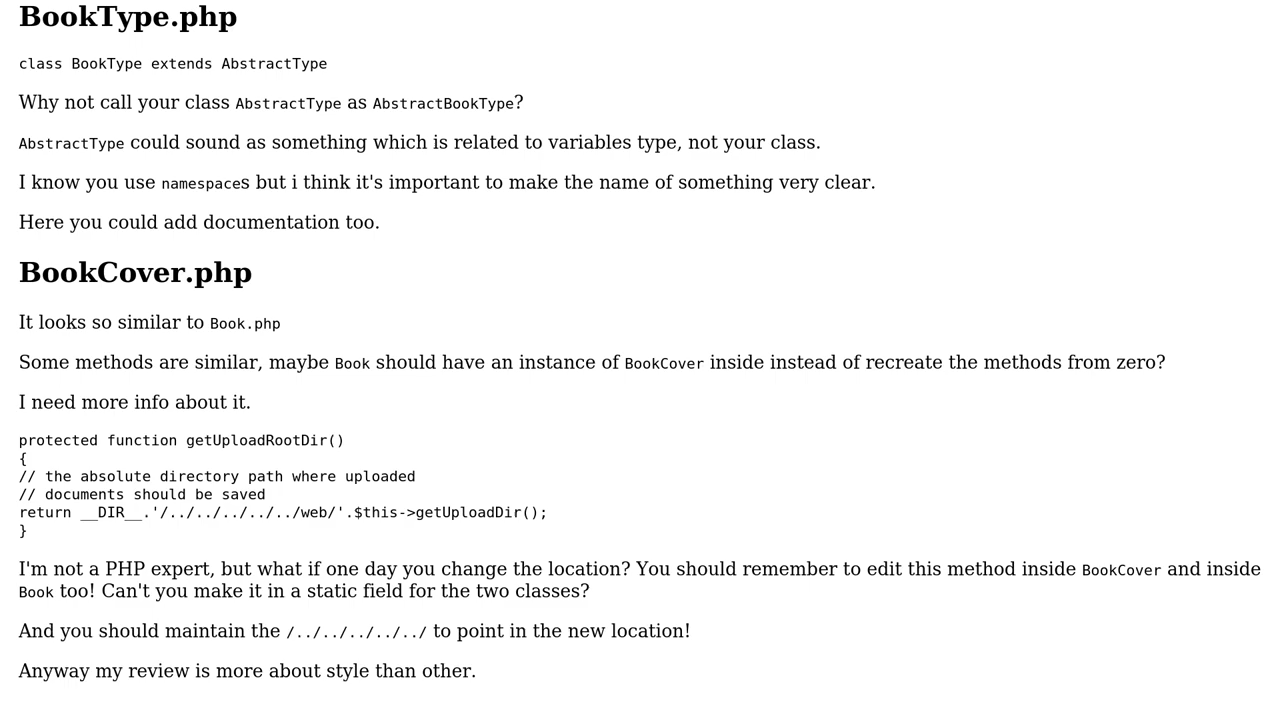 BookType.php
class BookType extends AbstractType
Why not call your class AbstractType as AbstractBookType?
AbstractType could sound as something which is related to variables type, not your class.
I know you use namespaces but i think it's important to make the name of something very clear.
Here you could add documentation too.
BookCover.php
It looks so similar to Book.php
Some methods are similar, maybe Book should have an instance of BookCover inside instead of recreate the methods from zero?
I need more info about it.
protected function getUploadRootDir()
{
// the absolute directory path where uploaded
// documents should be saved
return __DIR__.'/../../../../../web/'.$this->getUploadDir();
}
I'm not a PHP expert, but what if one day you change the location? You should remember to edit this method inside BookCover and inside
Book too! Can't you make it in a static field for the two classes?
And you should maintain the /../../../../../ to point in the new location!
Anyway my review is more about style than other.